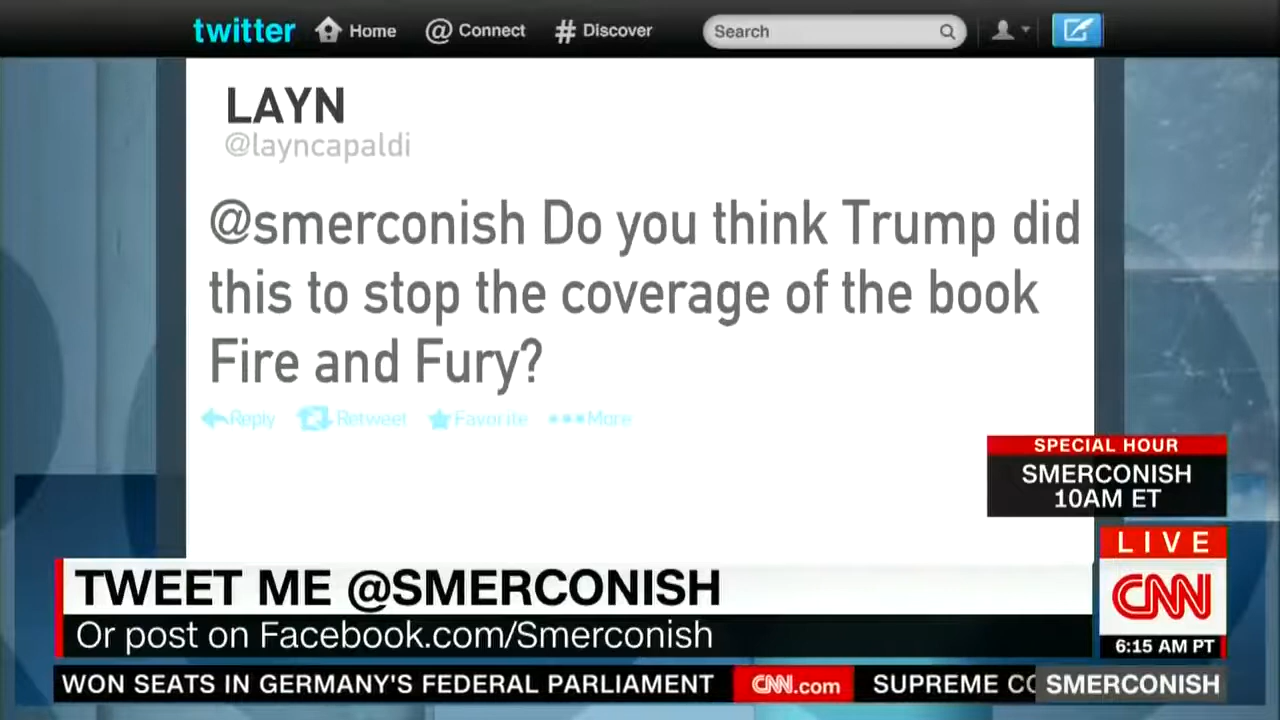 twitter Home @ Connect # Discover Search
LAYN
@layncapaldi
@smerconish Do you think Trump did
this to stop the coverage of the book
Fire and Fury?
Reply Retweet Favorite More
SPECIAL HOUR
SMERCONISH
10AM ET
LIVE
CNN
6:15 AM PT
TWEET ME @SMERCONISH
Or post on Facebook.com/Smerconish
WON SEATS IN GERMANY'S FEDERAL PARLIAMENT CNN.com SUPREME SMERCONISH